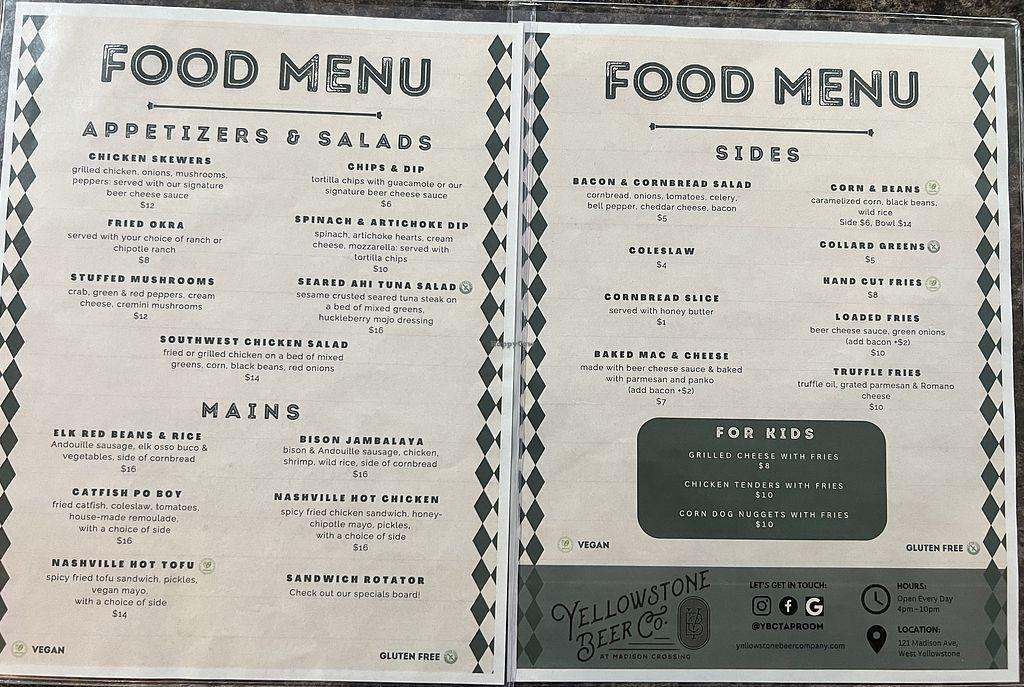 FOOD MENU
APPETIZERS & SALADS
CHICKEN SKEWERS
grilled chicken, onions, mushrooms,
peppers: served with our signature
beer cheese sauce
$12
FRIED OKRA
served with your choice of ranch or
chipotle ranch
$8
STUFFED MUSHROOMS
crab, green & red peppers, cream
cheese, cremini mushrooms
$12
CHIPS & DIP
tortilla chips with guacamole or our
signature beer cheese sauce
$6
SPINACH & ARTICHOKE DIP
spinach, artichoke hearts, cream
cheese, mozzarella: served with
tortilla chips
$10
SEARED AHI TUNA SALAD
sesame crusted seared tuna steak on
a bed of mixed greens,
huckleberry mojo dressing
$16
SOUTHWEST CHICKEN SALAD
fried or grilled chicken on a bed of mixed
greens, corn, black beans, red onions
$14
MAINS
ELK RED BEANS & RICE
Andouille sausage, elk osso buco &
vegetables, side of cornbread
$16
CATFISH PO BOY
fried catfish, coleslaw, tomatoes,
house-made remoulade,
with a choice of side
$16
NASHVILLE HOT TOFU
spicy fried tofu sandwich, pickles,
vegan mayo,
with a choice of side
$14
BISON JAMBALAYA
bison & Andouille sausage, chicken,
shrimp, wild rice, side of cornbread
$16
NASHVILLE HOT CHICKEN
spicy fried chicken sandwich, honey-
chipotle mayo, pickles,
with a choice of side
$16
SANDWICH ROTATOR
Check out our specials board!
VEGAN
GLUTEN FREE
FOOD MENU
SIDES
BACON & CORNBREAD SALAD
cornbread, onions, tomatoes, celery,
bell pepper, cheddar cheese, bacon
$5
COLESLAW
$4
CORNBREAD SLICE
served with honey butter
$1
BAKED MAC & CHEESE
made with beer cheese sauce & baked
with parmesan and panko
(add bacon +$2)
$7
CORN & BEANS
caramelized corn, black beans,
wild rice
Side $6, Bowl $14
COLLARD GREENS
$5
HAND CUT FRIES
$8
LOADED FRIES
beer cheese sauce, green onions
(add bacon +$2)
$10
TRUFFLE FRIES
truffle oil, grated parmesan & Romano
cheese
$10
FOR KIDS
GRILLED CHEESE WITH FRIES
$8
CHICKEN TENDERS WITH FRIES
$10
CORN DOG NUGGETS WITH FRIES
$10
VEGAN
GLUTEN FREE
YELLOWSTONE
BEER CO.
AT MADISON CROSSING
LET'S GET IN TOUCH:
@YBCTAPROOM
yellowstonebeercompany.com
HOURS:
Open Every Day
4pm - 10pm
LOCATION:
121 Madison Ave,
West Yellowstone
HappyCow